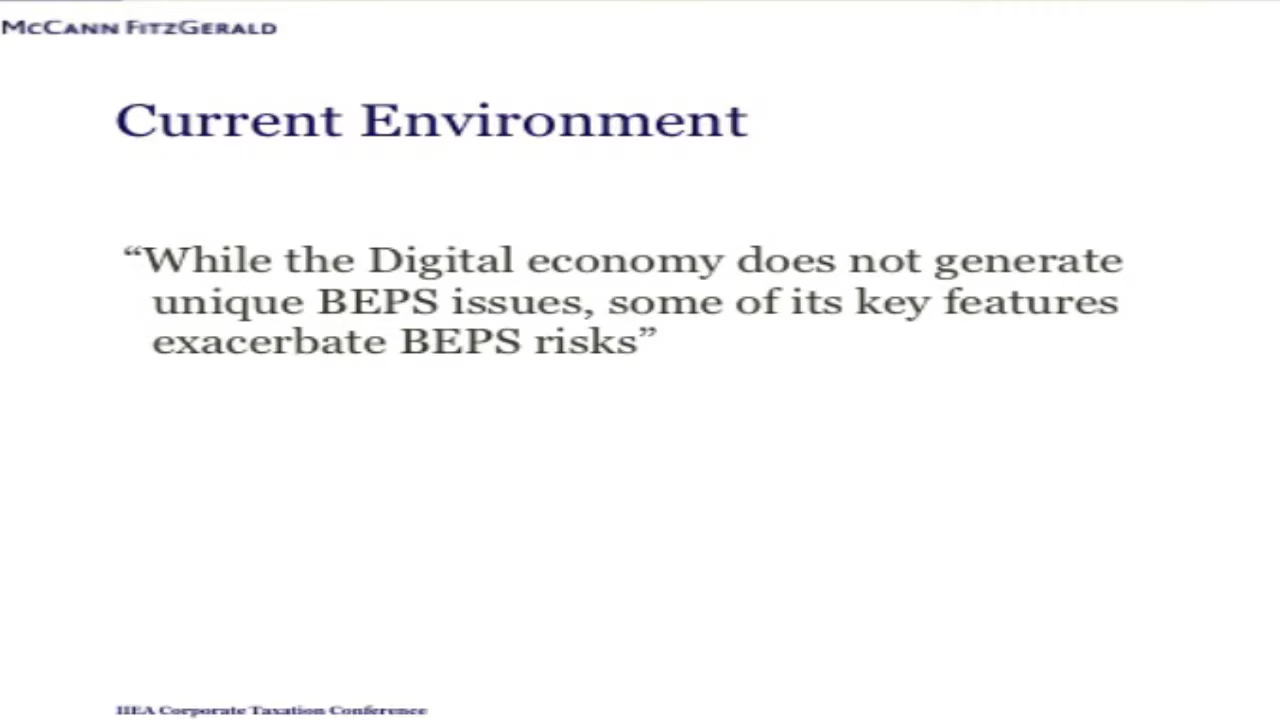 McCann FitzGerald
Current Environment
“While the Digital economy does not generate
unique BEPS issues, some of its key features
exacerbate BEPS risks”
IIEA Corporate Taxation Conference